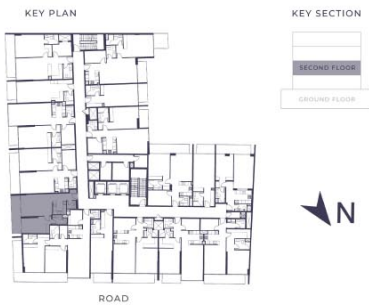 KEY PLAN
KEY SECTION
SECOND FLOOR
GROUND FLOOR
N
ROAD